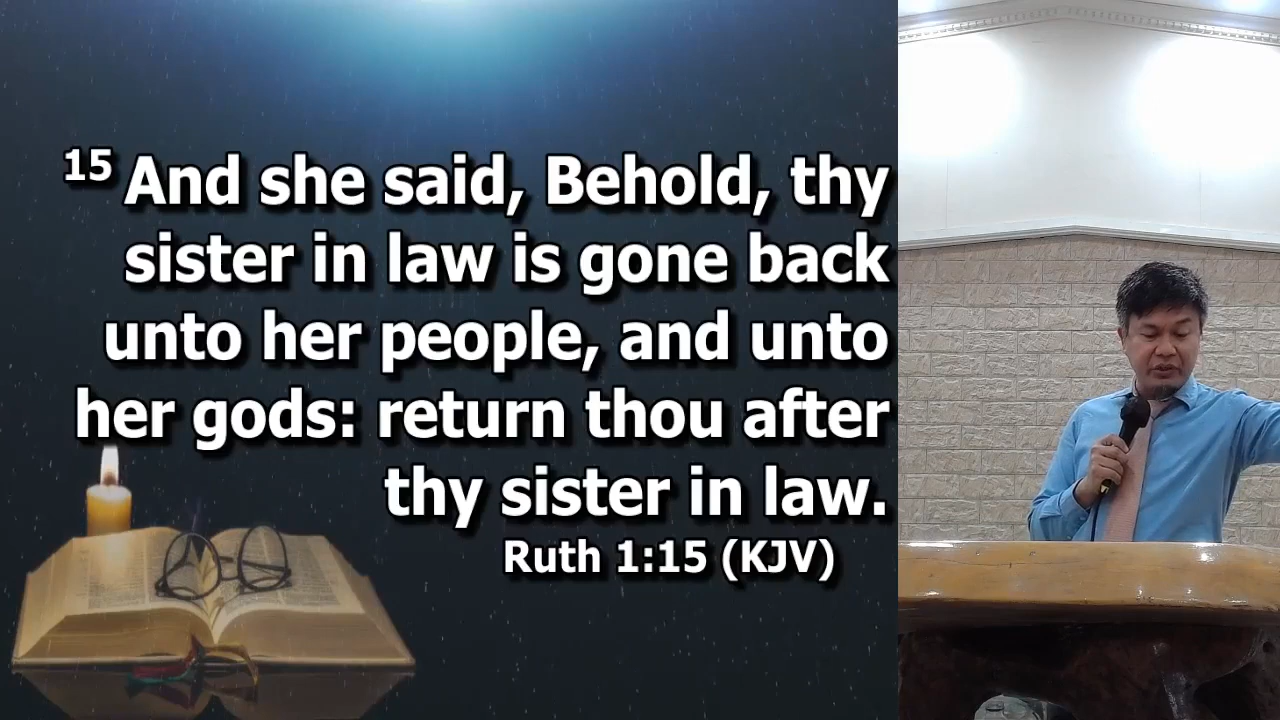 15 And she said, Behold, thy
sister in law is gone back
unto her people, and unto
her gods: return thou after
thy sister in law.
Ruth 1:15 (KJV)